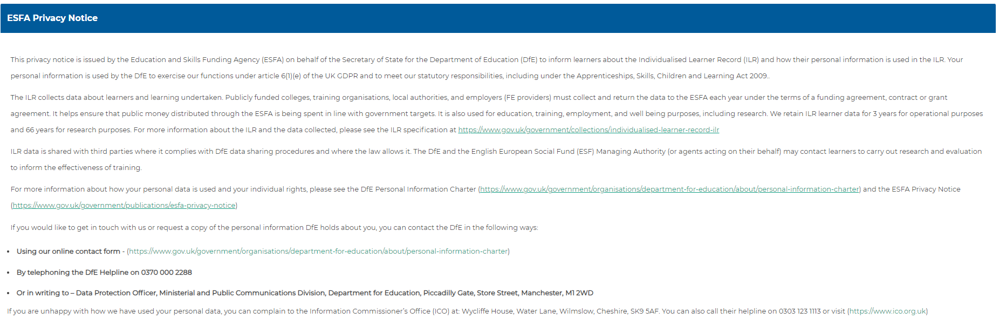 ESFA Privacy Notice
This privacy notice is issued by the Education and Skills Funding Agency (ESFA) on behalf of the Secretary of State for the Department of Education (DfE) to inform learners about the Individualised Learner Record (ILR) and how their personal information is used in the ILR. Your
personal information is used by the DfE to exercise our functions under article 6(1)(e) of the UK GDPR and to meet our statutory responsibilities, including under the Apprenticeships, Skills, Children and Learning Act 2009..
The ILR collects data about learners and learning undertaken. Publicly funded colleges, training organisations, local authorities, and employers (FE providers) must collect and return the data to the ESFA each year under the terms of a funding agreement, contract or grant
agreement. It helps ensure that public money distributed through the ESFA is being spent in line with government targets. It is also used for education, training, employment, and well being purposes, including research. We retain ILR learner data for 3 years for operational purposes
and 66 years for research purposes. For more information about the ILR and the data collected, please see the ILR specification at https://www.gov.uk/government/collections/individualised-learner-record-ilr
ILR data is shared with third parties where it complies with DfE data sharing procedures and where the law allows it. The DfE and the English European Social Fund (ESF) Managing Authority (or agents acting on their behalf) may contact learners to carry out research and evaluation
to inform the effectiveness of training.
For more information about how your personal data is used and your individual rights, please see the DfE Personal Information Charter (https://www.gov.uk/government/organisations/department-for-education/about/personal-information-charter) and the ESFA Privacy Notice
(https://www.gov.uk/government/publications/esfa-privacy-notice)
If you would like to get in touch with us or request a copy of the personal information DfE holds about you, you can contact the DfE in the following ways:
• Using our online contact form - (https://www.gov.uk/government/organisations/department-for-education/about/personal-information-charter)
• By telephoning the DfE Helpline on 0370 000 2288
• Or in writing to – Data Protection Officer, Ministerial and Public Communications Division, Department for Education, Piccadilly Gate, Store Street, Manchester, M1 2WD
If you are unhappy with how we have used your personal data, you can complain to the Information Commissioner's Office (ICO) at: Wycliffe House, Water Lane, Wilmslow, Cheshire, SK9 5AF. You can also call their helpline on 0303 123 1113 or visit (https://www.ico.org.uk)